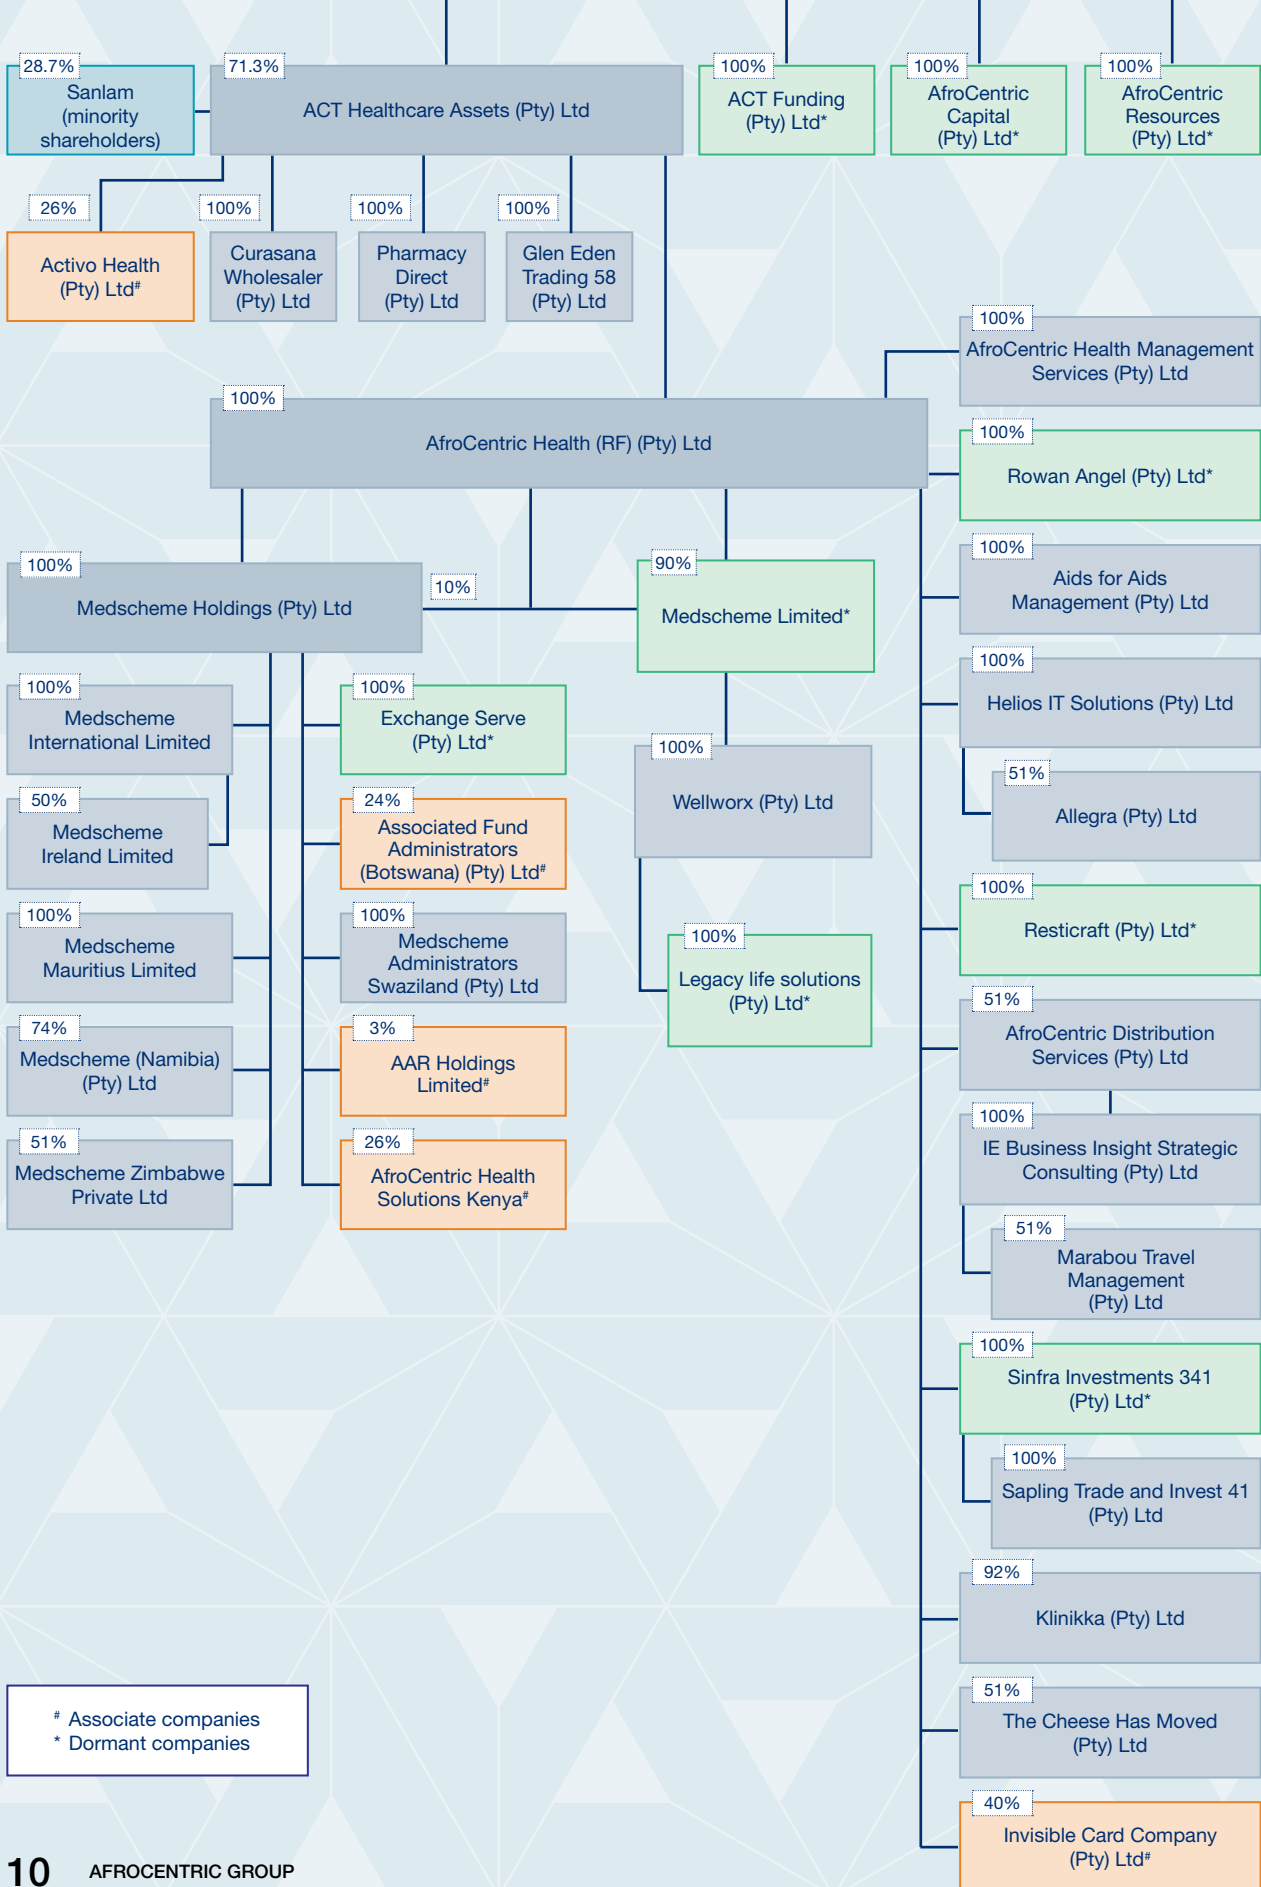 28.7%
Sanlam
(minority
shareholders)
71.3%
ACT Healthcare Assets (Pty) Ltd
100%
ACT Funding
(Pty) Ltd*
100%
AfroCentric
Capital
(Pty) Ltd*
100%
AfroCentric
Resources
(Pty) Ltd*
26%
Activo Health
(Pty) Ltd#
100%
Curasana
Wholesaler
(Pty) Ltd
100%
Pharmacy
Direct
(Pty) Ltd
100%
Glen Eden
Trading 58
(Pty) Ltd
100%
AfroCentric Health Management
Services (Pty) Ltd
100%
AfroCentric Health (RF) (Pty) Ltd
100%
Rowan Angel (Pty) Ltd*
100%
Medscheme Holdings (Pty) Ltd
10%
90%
Medscheme Limited*
100%
Aids for Aids
Management (Pty) Ltd
100%
Helios IT Solutions (Pty) Ltd
51%
Allegra (Pty) Ltd
100%
Medscheme
International Limited
50%
Medscheme
Ireland Limited
100%
Medscheme
Mauritius Limited
74%
Medscheme (Namibia)
(Pty) Ltd
51%
Medscheme Zimbabwe
Private Ltd
100%
Exchange Serve
(Pty) Ltd*
24%
Associated Fund
Administrators
(Botswana) (Pty) Ltd#
100%
Medscheme
Administrators
Swaziland (Pty) Ltd
3%
AAR Holdings
Limited#
26%
AfroCentric Health
Solutions Kenya#
100%
Wellworx (Pty) Ltd
100%
Legacy life solutions
(Pty) Ltd*
100%
Resticraft (Pty) Ltd*
51%
AfroCentric Distribution
Services (Pty) Ltd
100%
IE Business Insight Strategic
Consulting (Pty) Ltd
51%
Marabou Travel
Management
(Pty) Ltd
100%
Sinfra Investments 341
(Pty) Ltd*
100%
Sapling Trade and Invest 41
(Pty) Ltd
92%
Klinikka (Pty) Ltd
51%
The Cheese Has Moved
(Pty) Ltd
40%
Invisible Card Company
(Pty) Ltd#
# Associate companies
* Dormant companies
10 AFROCENTRIC GROUP